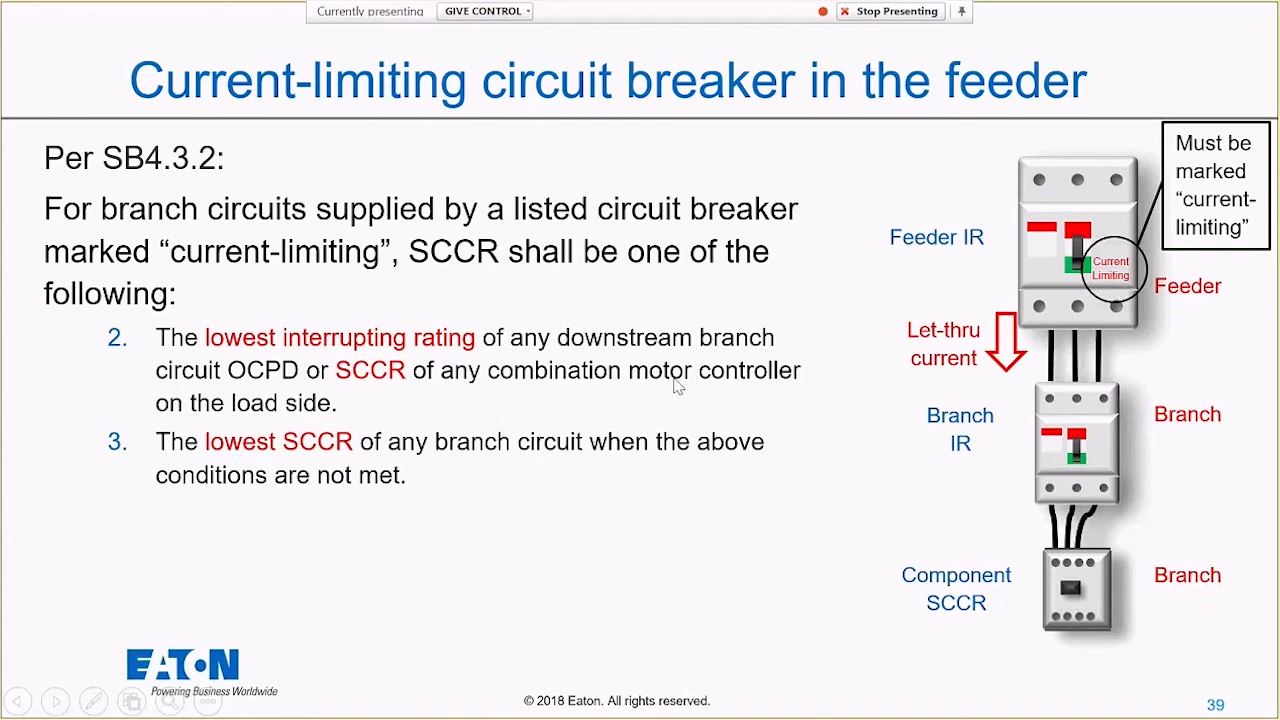 Currently presenting
GIVE CONTROL
Stop Presenting
Current-limiting circuit breaker in the feeder
Per SB4.3.2:
For branch circuits supplied by a listed circuit breaker
marked “current-limiting”, SCCR shall be one of the
following:
2. The lowest interrupting rating of any downstream branch
circuit OCPD or SCCR of any combination motor controller
on the load side.
3. The lowest SCCR of any branch circuit when the above
conditions are not met.
Must be
marked
“current-
limiting”
Feeder IR
Current
Limiting
Feeder
Let-thru
current
Branch
IR
Branch
Component
SCCR
Branch
EATON
Powering Business Worldwide
© 2018 Eaton. All rights reserved.
39